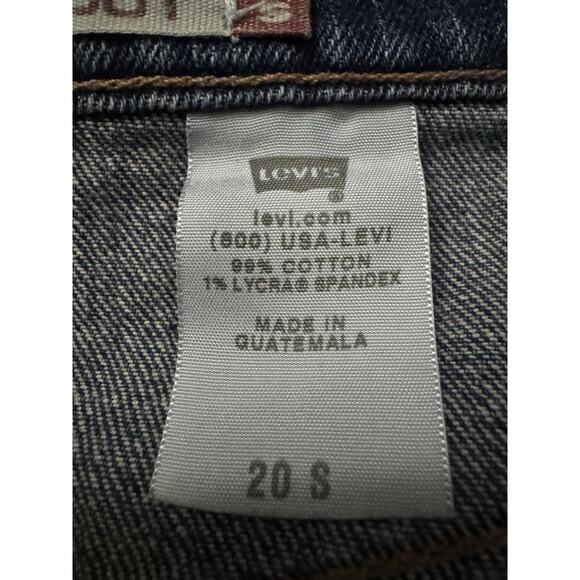 LEVI'S
®
levi.com
(800) USA-LEVI
99% COTTON
1% LYCRA® SPANDEX
MADE IN
GUATEMALA
20 S